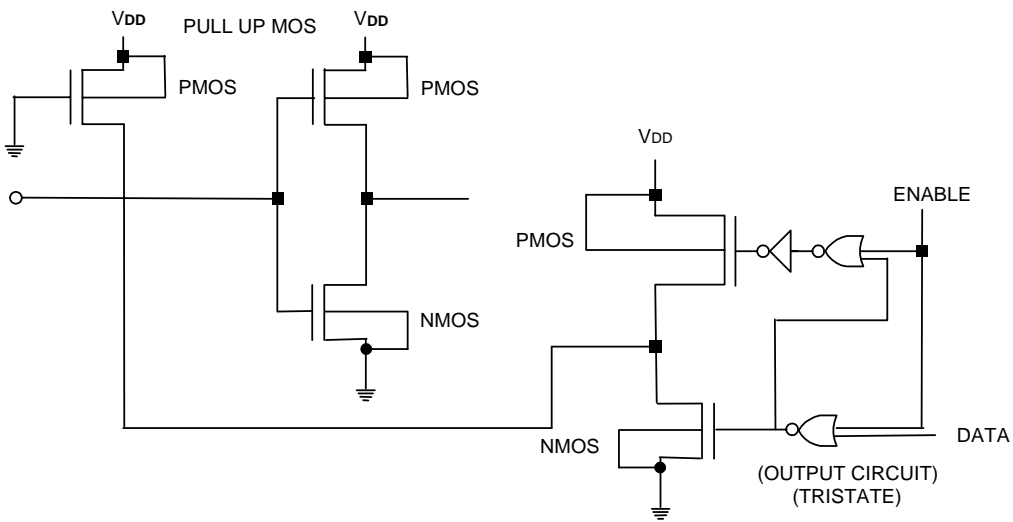 VDD
PULL UP MOS
VDD
PMOS
PMOS
VDD
ENABLE
PMOS
NMOS
NMOS
DATA
(OUTPUT CIRCUIT)
(TRISTATE)